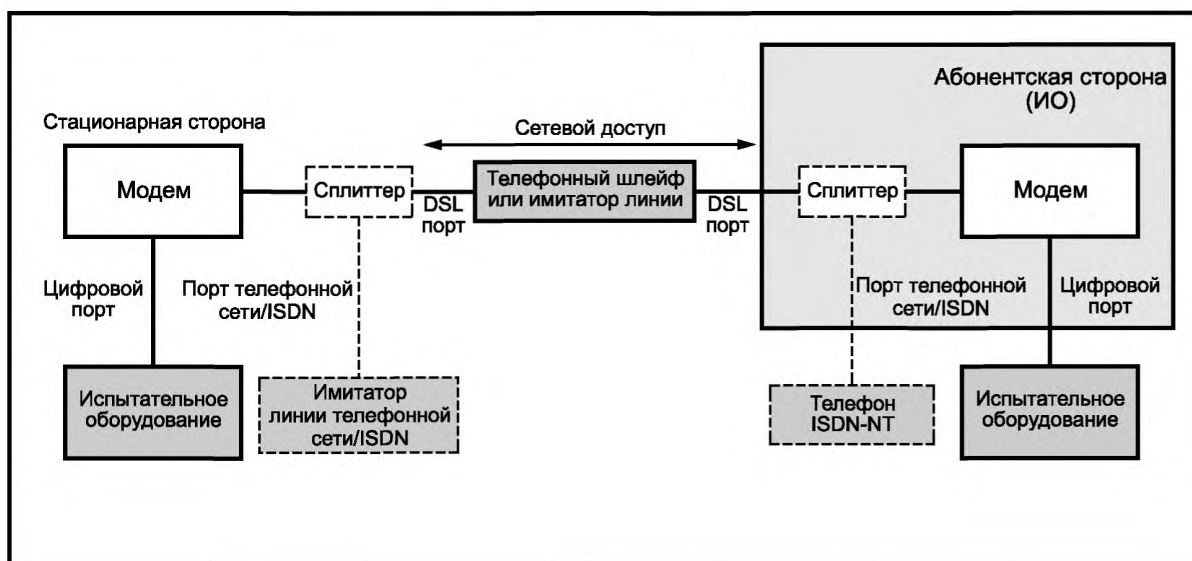 Абонентская сторона
(ИО)
Стационарная сторона
Сетевой доступ
Модем
Сплиттер
DSL
порт
Телефонный шлейф
или имитатор линии
DSL
порт
Сплиттер
Модем
Цифровой
порт
Порт телефонной
сети/ISDN
Порт телефонной
сети/ISDN
Цифровой
порт
Испытательное
оборудование
Имитатор
линии телефонной
сети/ISDN
Телефон
ISDN-NT
Испытательное
оборудование